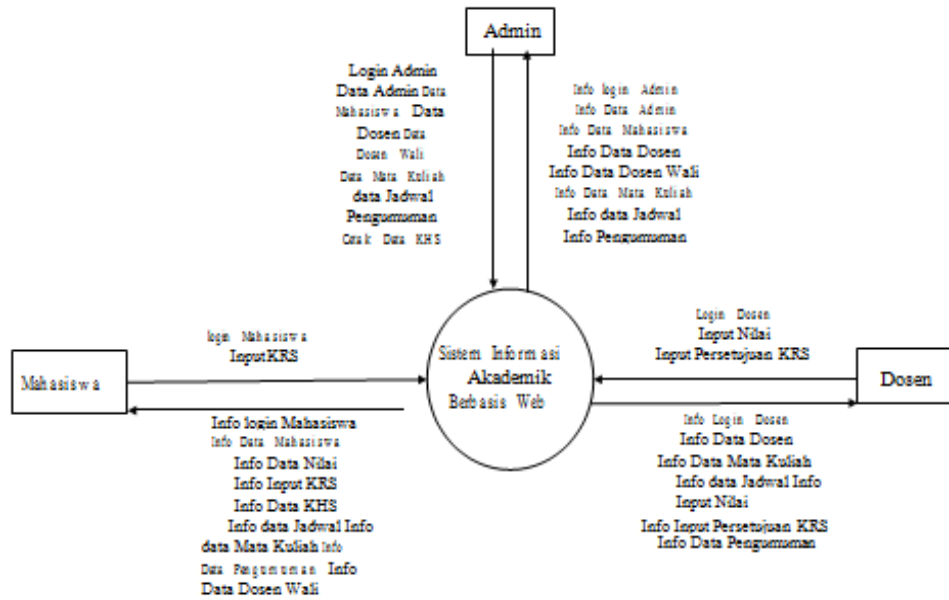 Admin
Login Admin
Data Admin Data
Mahasiswa Data
Dosen Data
Dosen Wali
Data Mata Kuliah
data Jadwal
Pengumuman
Cetak Data KHS
Info login Admin
Info Data Admin
Info Data Mahasiswa
Info Data Dosen
Info Data Dosen Wali
Info Data Mata Kuliah
Info data Jadwal
Info Pengumuman
login Mahasiswa
Input KRS
Mahasiswa
Sistem Informasi
Akademik
Berbasis Web
Login Dosen
Input Nilai
Input Persetujuan KRS
Dosen
Info login Mahasiswa
Info Data Mahasiswa
Info Data Nilai
Info Input KRS
Info Data KHS
Info data Jadwal Info
data Mata Kuliah Info
Data Pengumuman Info
Data Dosen Wali
Info Login Dosen
Info Data Dosen
Info Data Mata Kuliah
Info data Jadwal Info
Input Nilai
Info Input Persetujuan KRS
Info Data Pengumuman